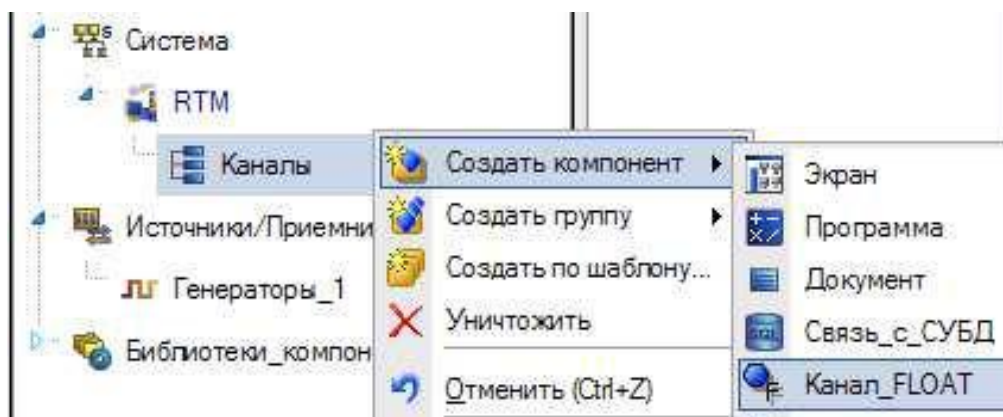 Система
RTM
Каналы
Источники/Приемни
Генераторы_1
Библиотеки_компон
Создать компонент
Создать группу
Создать по шаблону...
Уничтожить
Отменить (Ctrl+Z)
Экран
Программа
Документ
Связь_с_СУБД
Канал_FLOAT